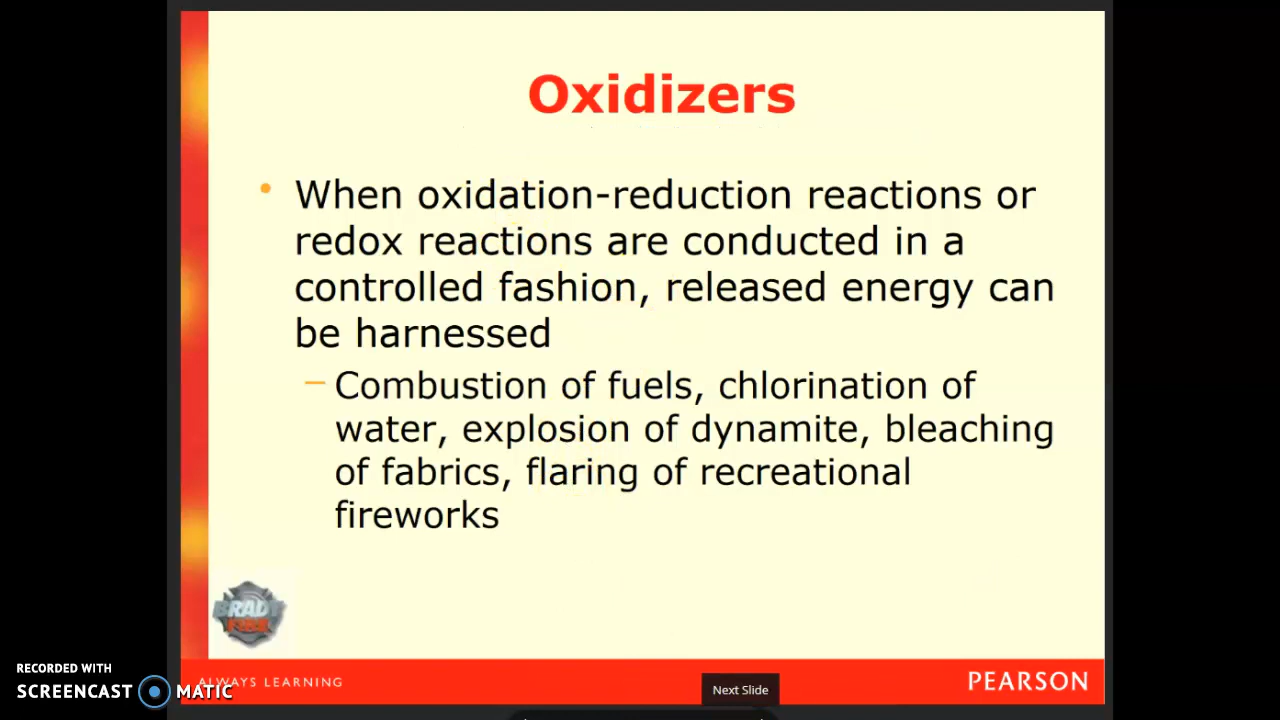 Oxidizers
• When oxidation-reduction reactions or
redox reactions are conducted in a
controlled fashion, released energy can
be harnessed
– Combustion of fuels, chlorination of
water, explosion of dynamite, bleaching
of fabrics, flaring of recreational
fireworks
BRADY
FIRE
RECORDED WITH
SCREENCAST MATIC
ALWAYS LEARNING
Next Slide
PEARSON